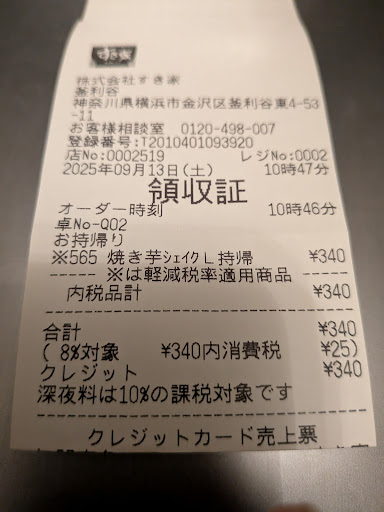 すき家
株式会社すき家
釜利谷
神奈川県横浜市金沢区釜利谷東4-53
-11
お客様相談室 0120-498-007
登録番号:T2010401093920
店No:0002519 レジNo:0002
2025年09月13日(土) 10時47分
領収証
オーダー時刻 10時46分
卓No-Q02
お持帰り
※565 焼き芋ｼｪｲｸL持帰 ¥340
※は軽減税率適用商品
内税品計 ¥340
合計 ¥340
( 8%対象 ¥340内消費税 ¥25)
クレジット ¥340
深夜料は10%の課税対象です
クレジットカード売上票